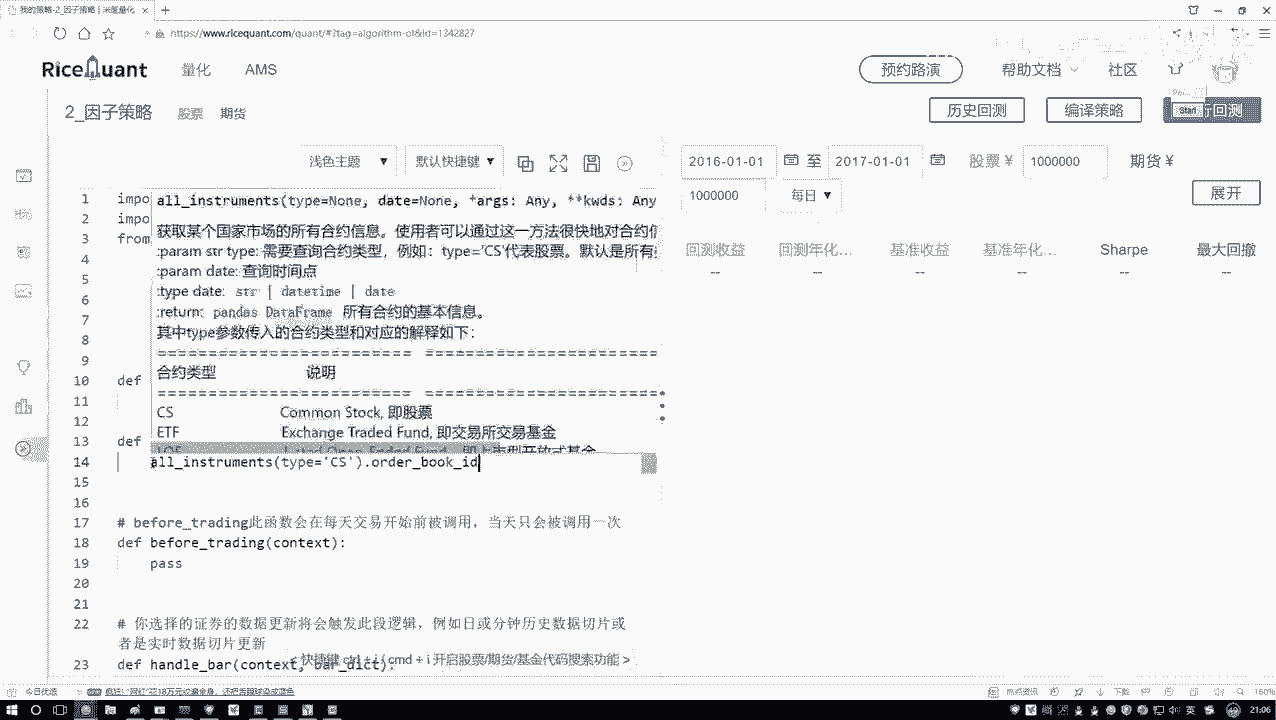 我的策略-2_因子策略 | 米筐量化
https://www.ricequant.com/quant/#?tag=algorithm-ot&id=1342827
RiceQuant 量化 AMS 预约路演 帮助文档 社区
2_因子策略 股票 期货 历史回测 编译策略 行回测
Start
浅色主题 默认快捷键
2016-01-01 至 2017-01-01 股票 ¥ 1000000 期货 ¥
1000000 每日 展开
回测收益 回测年化... 基准收益 基准年化... Sharpe 最大回撤
-- -- -- -- -- --
1 impo
2 impo
3 from
4
5
6
7
8
9
10 def
11
12
13 def
all_instruments(type=None, date=None, *args: Any, **kwds: Any
获取某个国家市场的所有合约信息。使用者可以通过这一方法很快地对合约信
:param str type: 需要查询合约类型，例如：type='CS'代表股票。默认是所有
:param date: 查询时间点
:type date: str | datetime | date
:return: pandas DataFrame 所有合约的基本信息。
其中type参数传入的合约类型和对应的解释如下：
合约类型 说明
CS Common Stock, 即股票
ETF Exchange Traded Fund, 即交易所交易基金
14 all_instruments(type='CS').order_book_id
15
16
17 # before_trading此函数会在每天交易开始前被调用，当天只会被调用一次
18 def before_trading(context):
19 pass
20
21
22 # 你选择的证券的数据更新将会触发此段逻辑，例如日或分钟历史数据切片或
者是实时数据切片更新
23 def handle_bar(context, bar_dict):
< 快捷键 ctrl + i / cmd + i 开启股票/期货/基金代码搜索功能 >
今日优选
热点资讯 下载 160%
英 21:06